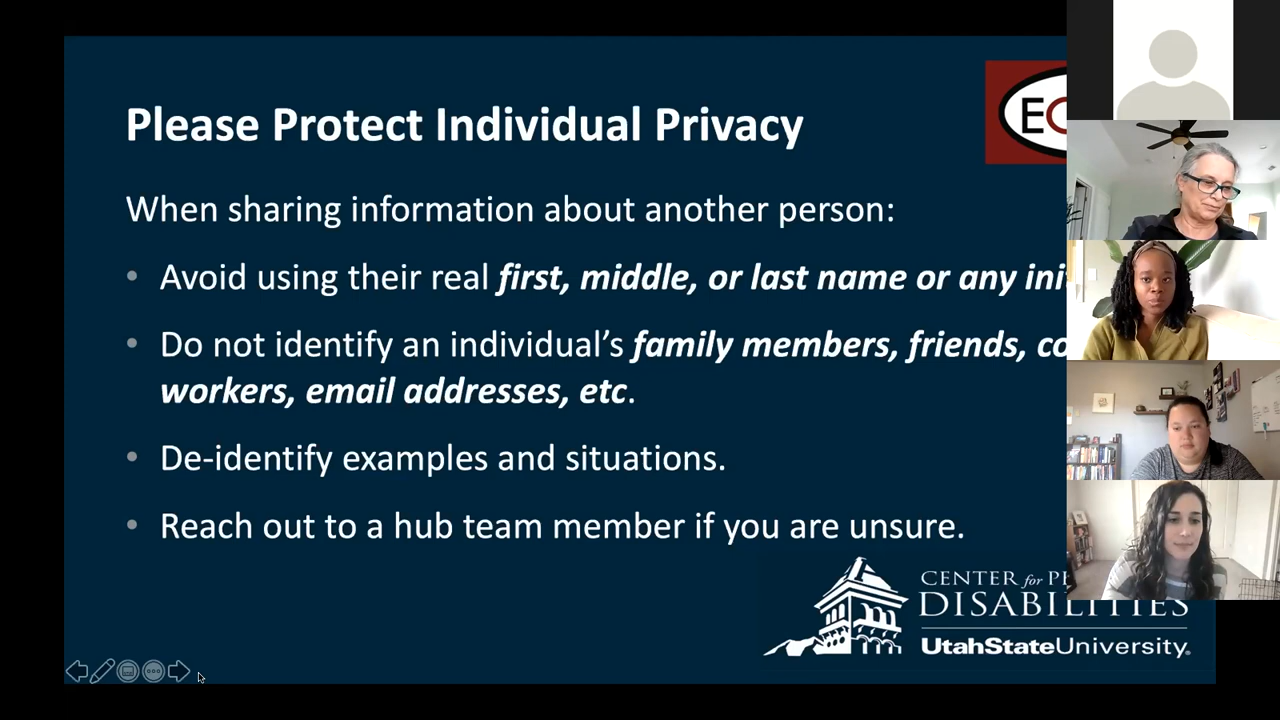 Please Protect Individual Privacy
When sharing information about another person:
• Avoid using their real first, middle, or last name or any
• Do not identify an individual’s family members, friends,
workers, email addresses, etc.
• De-identify examples and situations.
• Reach out to a hub team member if you are unsure.
CENTER for
DISABILITIES
UtahStateUniversity®